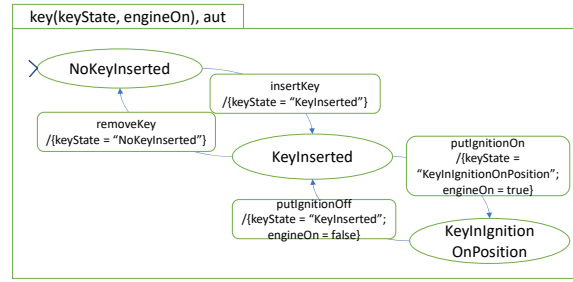 key(keyState, engineOn), aut
NoKeyInserted
insertKey
/{keyState = “KeyInserted”}
removeKey
/{keyState = “NoKeyInserted”}
KeyInserted
putIgnitionOn
/{keyState =
“KeyInIgnitionOnPosition”;
engineOn = true}
putIgnitionOff
/{keyState = “KeyInserted”;
engineOn = false}
KeyInIgnition
OnPosition